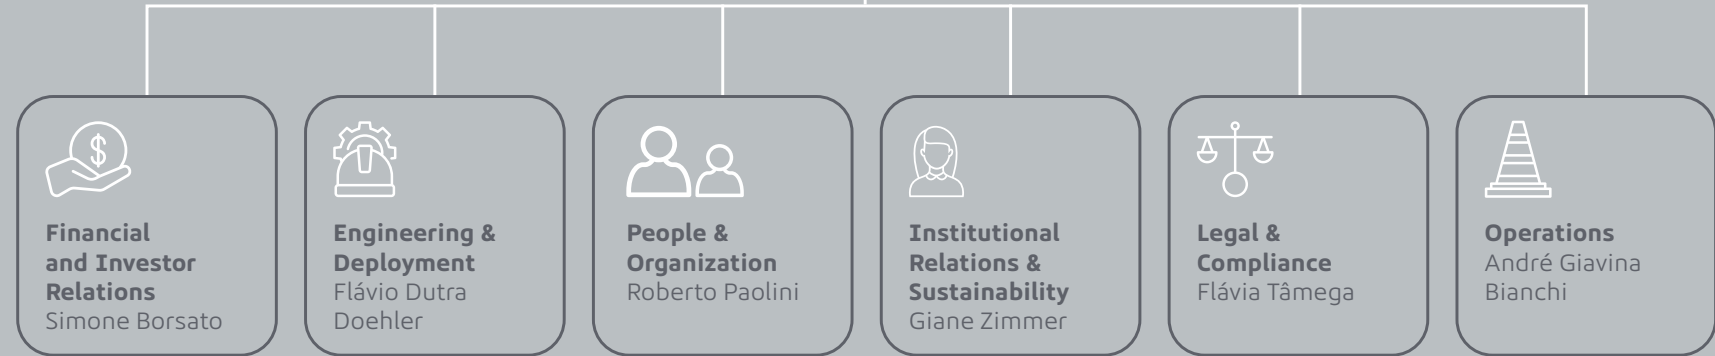 $
Financial
and Investor
Relations
Simone Borsato
Engineering &
Deployment
Flávio Dutra
Doehler
People &
Organization
Roberto Paolini
Institutional
Relations &
Sustainability
Giane Zimmer
Legal &
Compliance
Flávia Tâmega
Operations
André Giavina
Bianchi